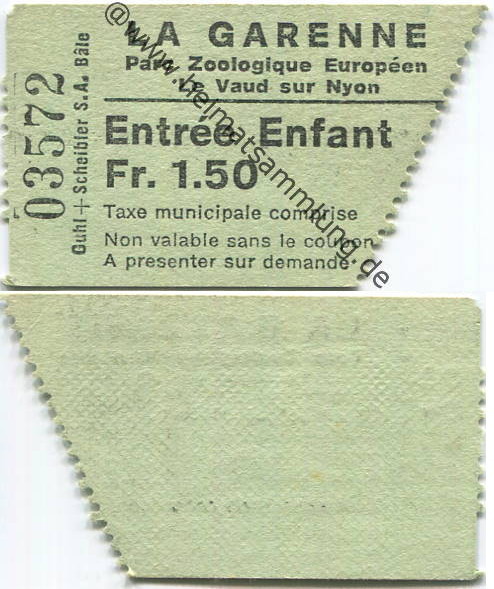 LA GARENNE
Parc Zoologique Européen
Le Vaud sur Nyon
Entrée Enfant
Fr. 1.50
Taxe municipale comprise
Non valable sans le coupon
A presenter sur demande
03572
Guhl + Scheibler S.A. Bâle
@www.heimatsammlung.de